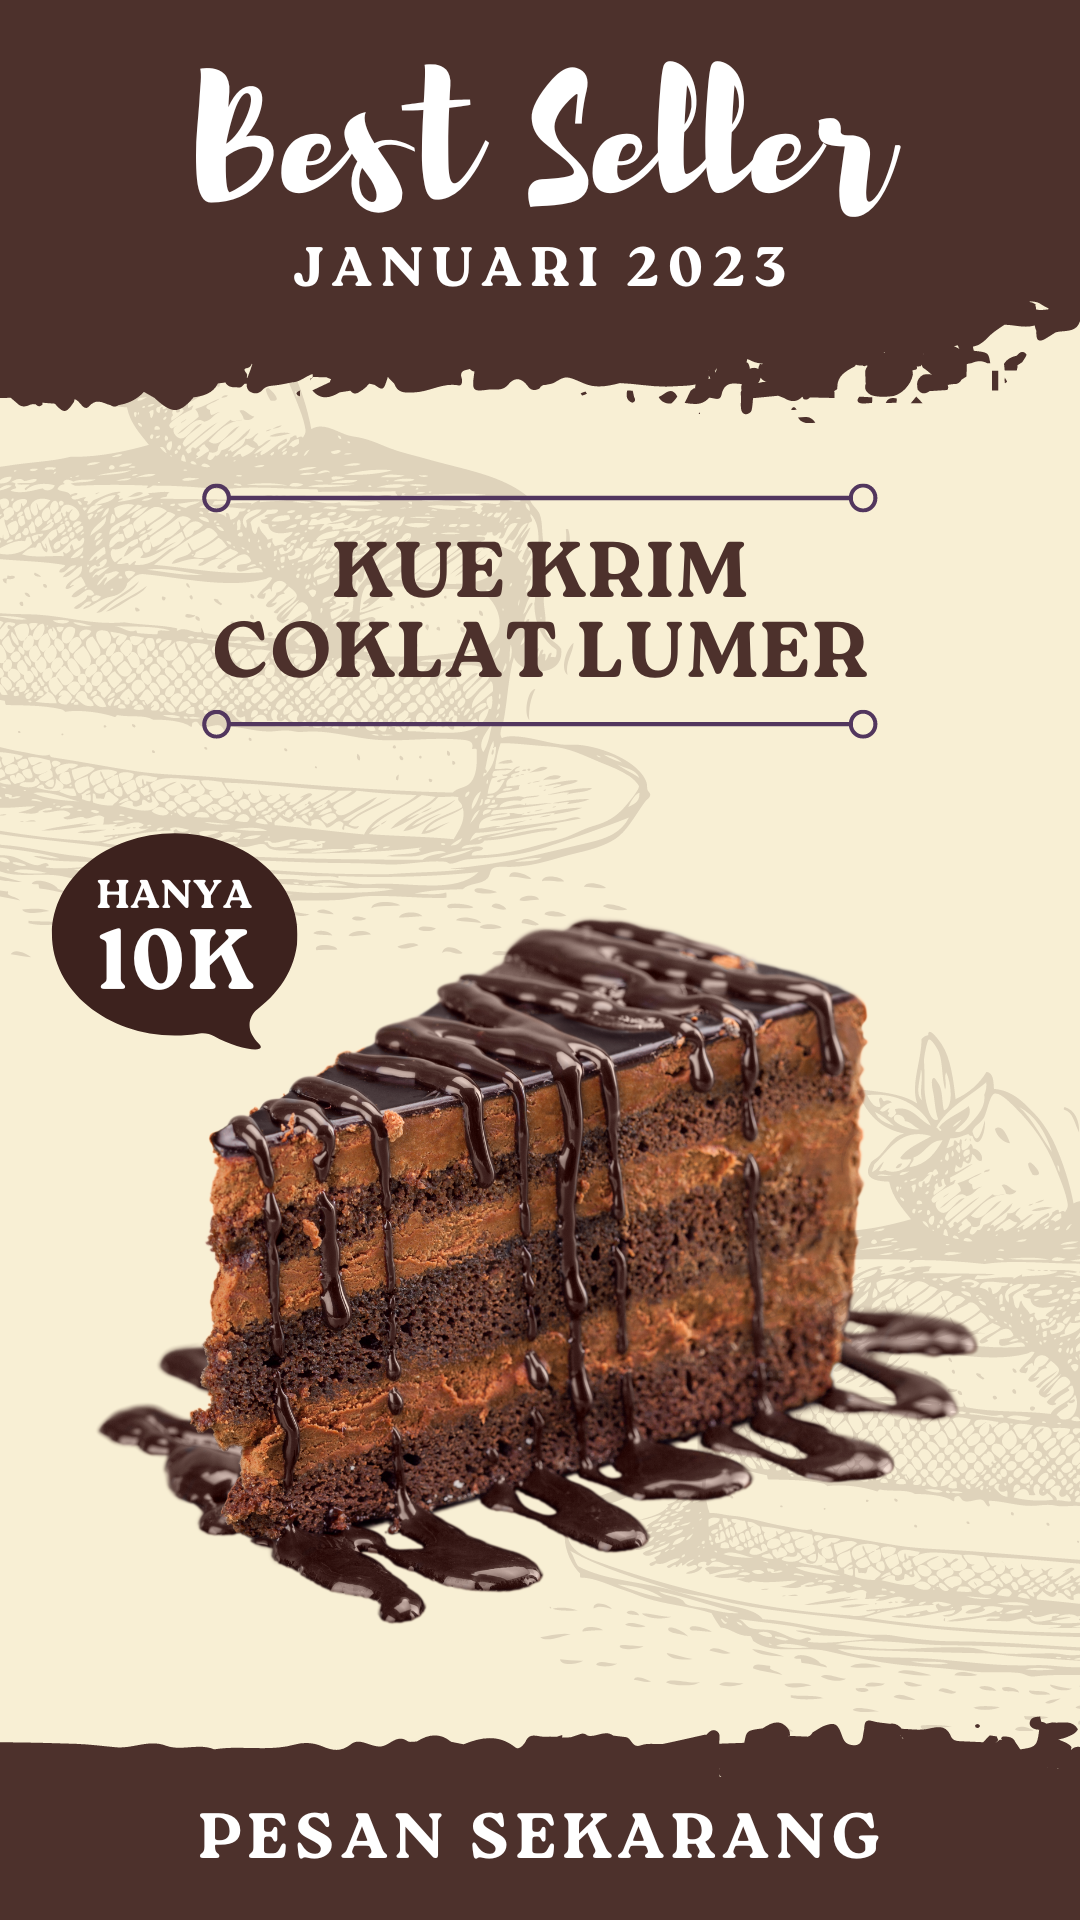 Best Seller
JANUARI 2023
KUE KRIM
COKLAT LUMER
HANYA
10K
PESAN SEKARANG